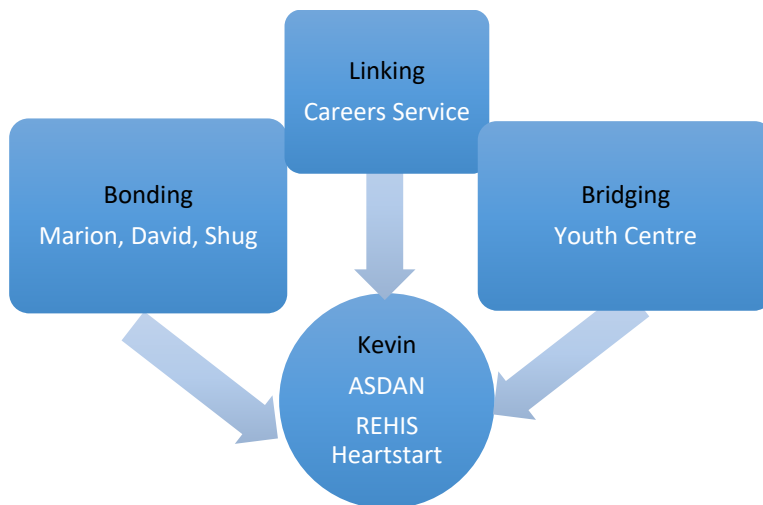 Linking
Careers Service
Bonding
Marion, David, Shug
Bridging
Youth Centre
Kevin
ASDAN
REHIS
Heartstart